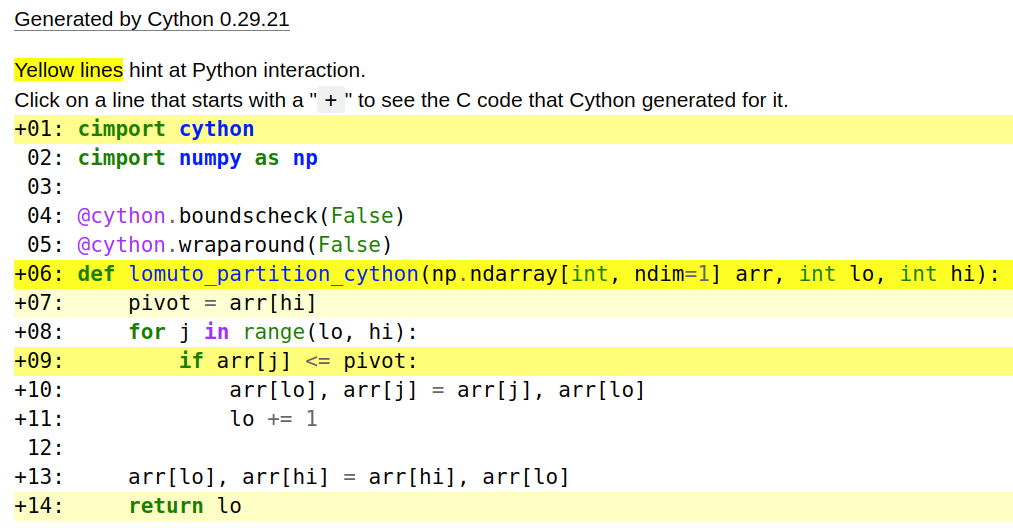 Generated by Cython 0.29.21
Yellow lines hint at Python interaction.
Click on a line that starts with a "+" to see the C code that Cython generated for it.
+01: cimport cython
 02: cimport numpy as np
 03:
 04: @cython.boundscheck(False)
 05: @cython.wraparound(False)
+06: def lomuto_partition_cython(np.ndarray[int, ndim=1] arr, int lo, int hi):
+07:     pivot = arr[hi]
+08:     for j in range(lo, hi):
+09:         if arr[j] <= pivot:
+10:             arr[lo], arr[j] = arr[j], arr[lo]
+11:             lo += 1
 12:
+13:     arr[lo], arr[hi] = arr[hi], arr[lo]
+14:     return lo